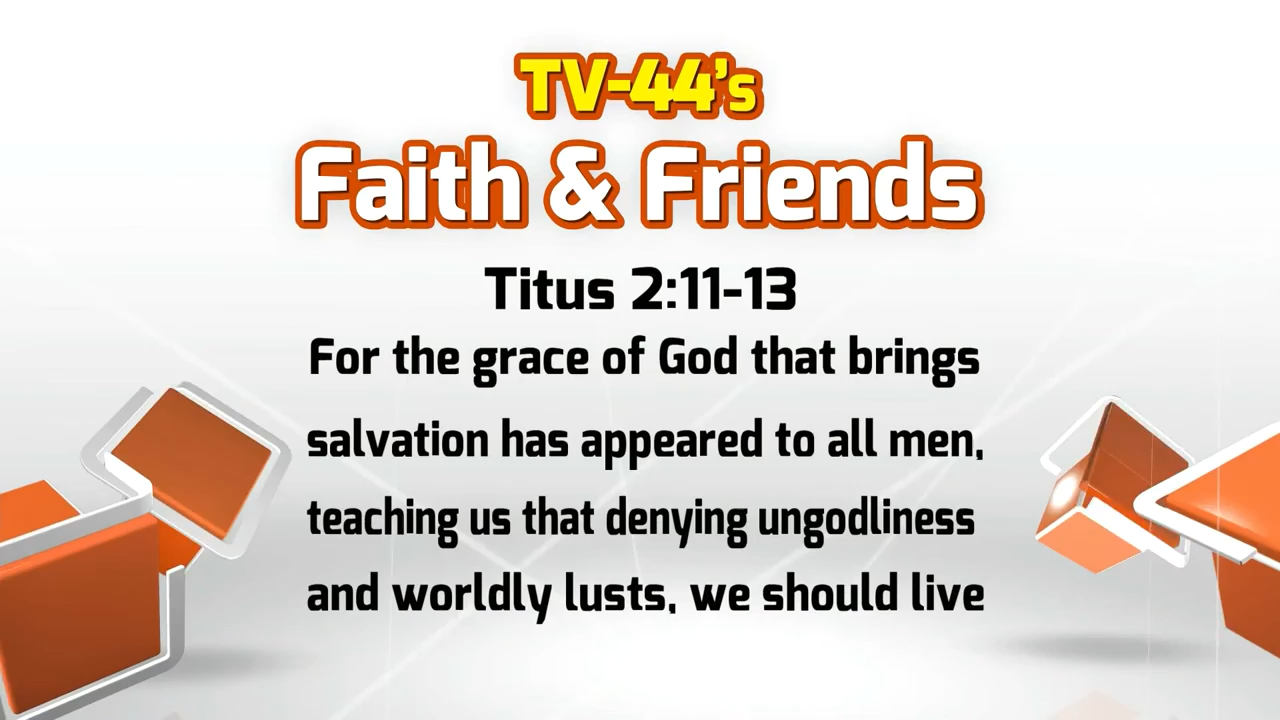 TV-44's
Faith & Friends
Titus 2:11-13
For the grace of God that brings
salvation has appeared to all men,
teaching us that denying ungodliness
and worldly lusts, we should live